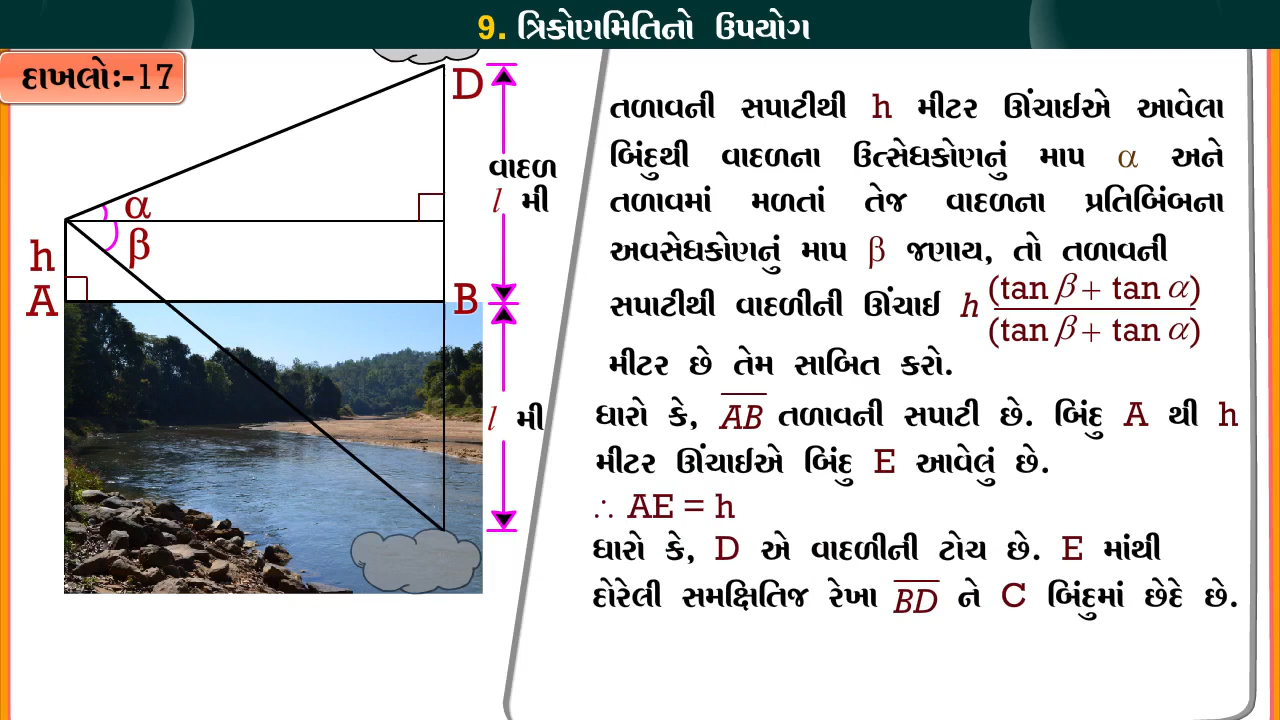 9. ત્રિકોણમિતિનો ઉપયોગ
દાખલોઃ-17
D
વાદળ
l મી
α
β
h
A
B
l મી
તળાવની સપાટીથી h મીટર ઊંચાઈએ આવેલા
બિંદુથી વાદળના ઉત્સેધકોણનું માપ α અને
તળાવમાં મળતાં તેજ વાદળના પ્રતિબિંબના
અવસેધકોણનું માપ β જણાય, તો તળાવની
સપાટીથી વાદળીની ઊંચાઈ h (tan β + tan α) / (tan β + tan α)
મીટર છે તેમ સાબિત કરો.
ધારો કે, AB તળાવની સપાટી છે. બિંદુ A થી h
મીટર ઊંચાઈએ બિંદુ E આવેલું છે.
∴ AE = h
ધારો કે, D એ વાદળીની ટોચ છે. E માંથી
દોરેલી સમક્ષિતિજ રેખા BD ને C બિંદુમાં છેદે છે.